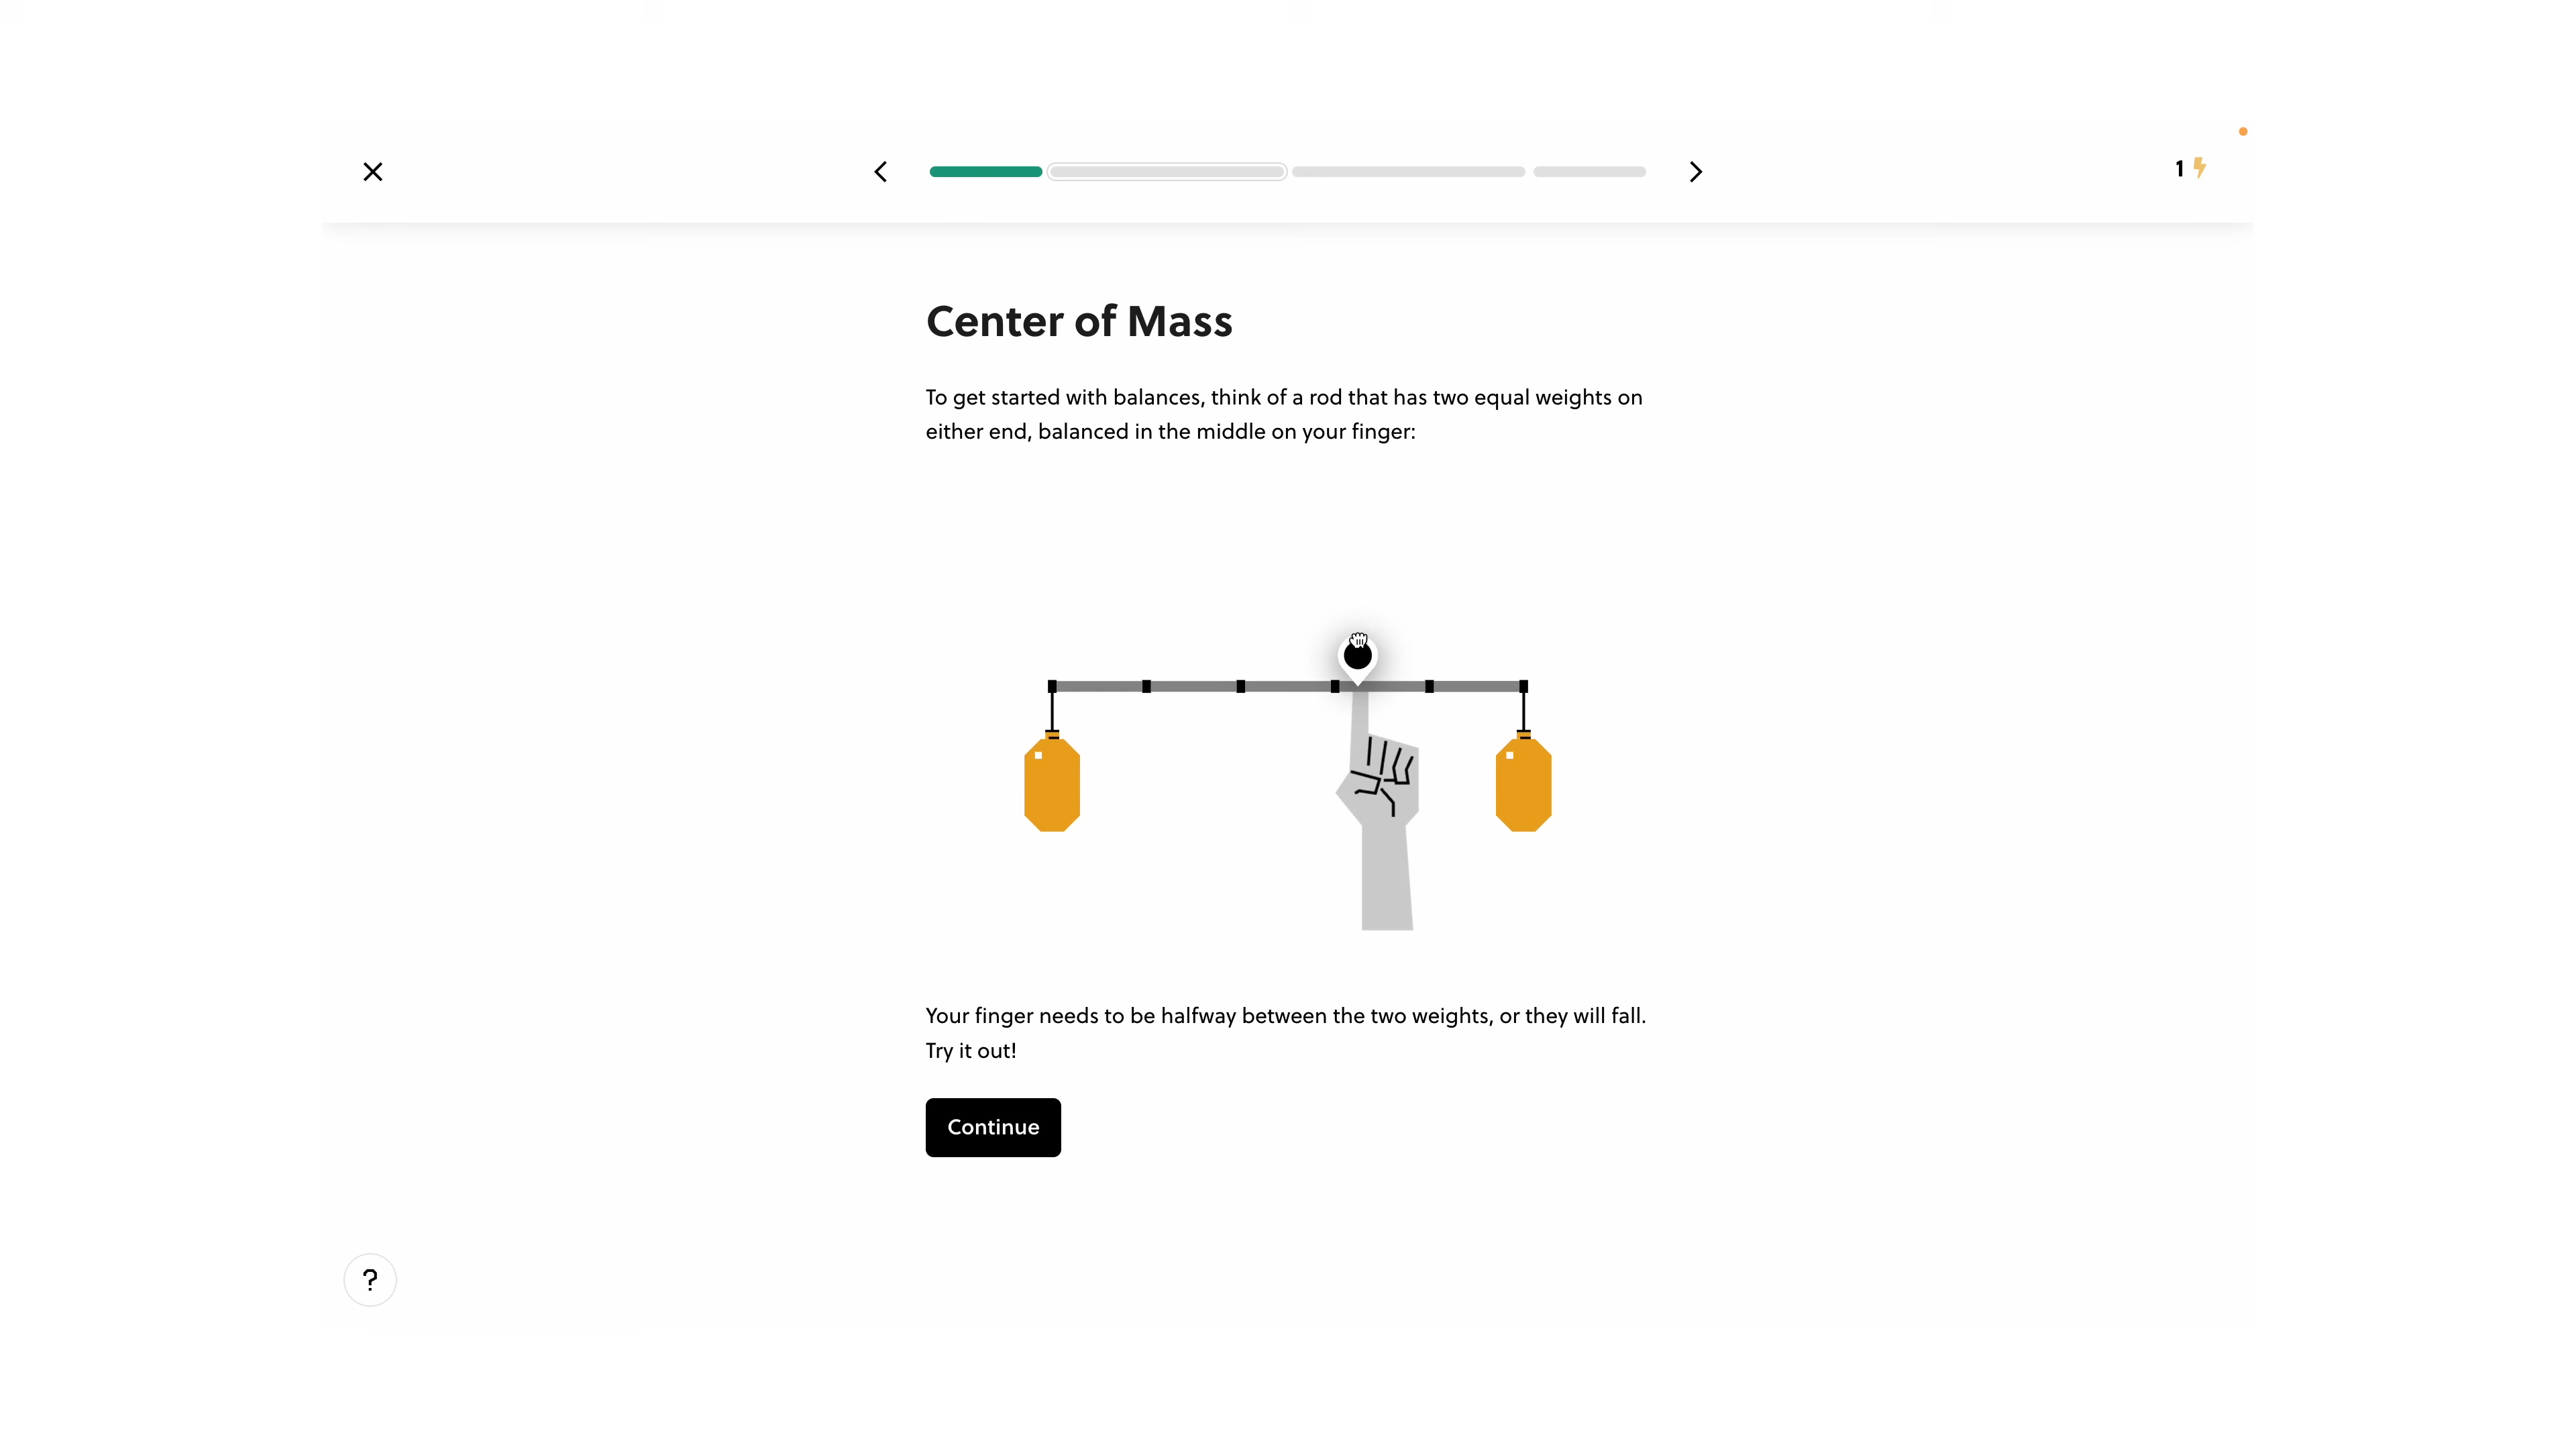 1
Center of Mass
To get started with balances, think of a rod that has two equal weights on
either end, balanced in the middle on your finger:
Your finger needs to be halfway between the two weights, or they will fall.
Try it out!
Continue
?